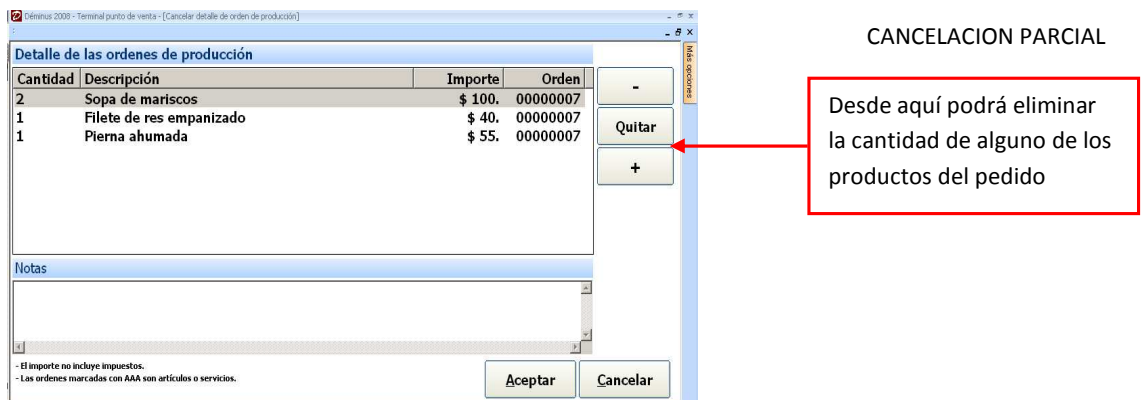 Déminus 2008 - Terminal punto de venta - [Cancelar detalle de orden de producción]
Detalle de las ordenes de producción
Cantidad Descripción Importe Orden
2 Sopa de mariscos $ 100. 00000007
1 Filete de res empanizado $ 40. 00000007
1 Pierna ahumada $ 55. 00000007
-
Quitar
+
Más opciones
Notas
- El importe no incluye impuestos.
- Las ordenes marcadas con AAA son artículos o servicios.
Aceptar
Cancelar
CANCELACION PARCIAL
Desde aquí podrá eliminar
la cantidad de alguno de los
productos del pedido